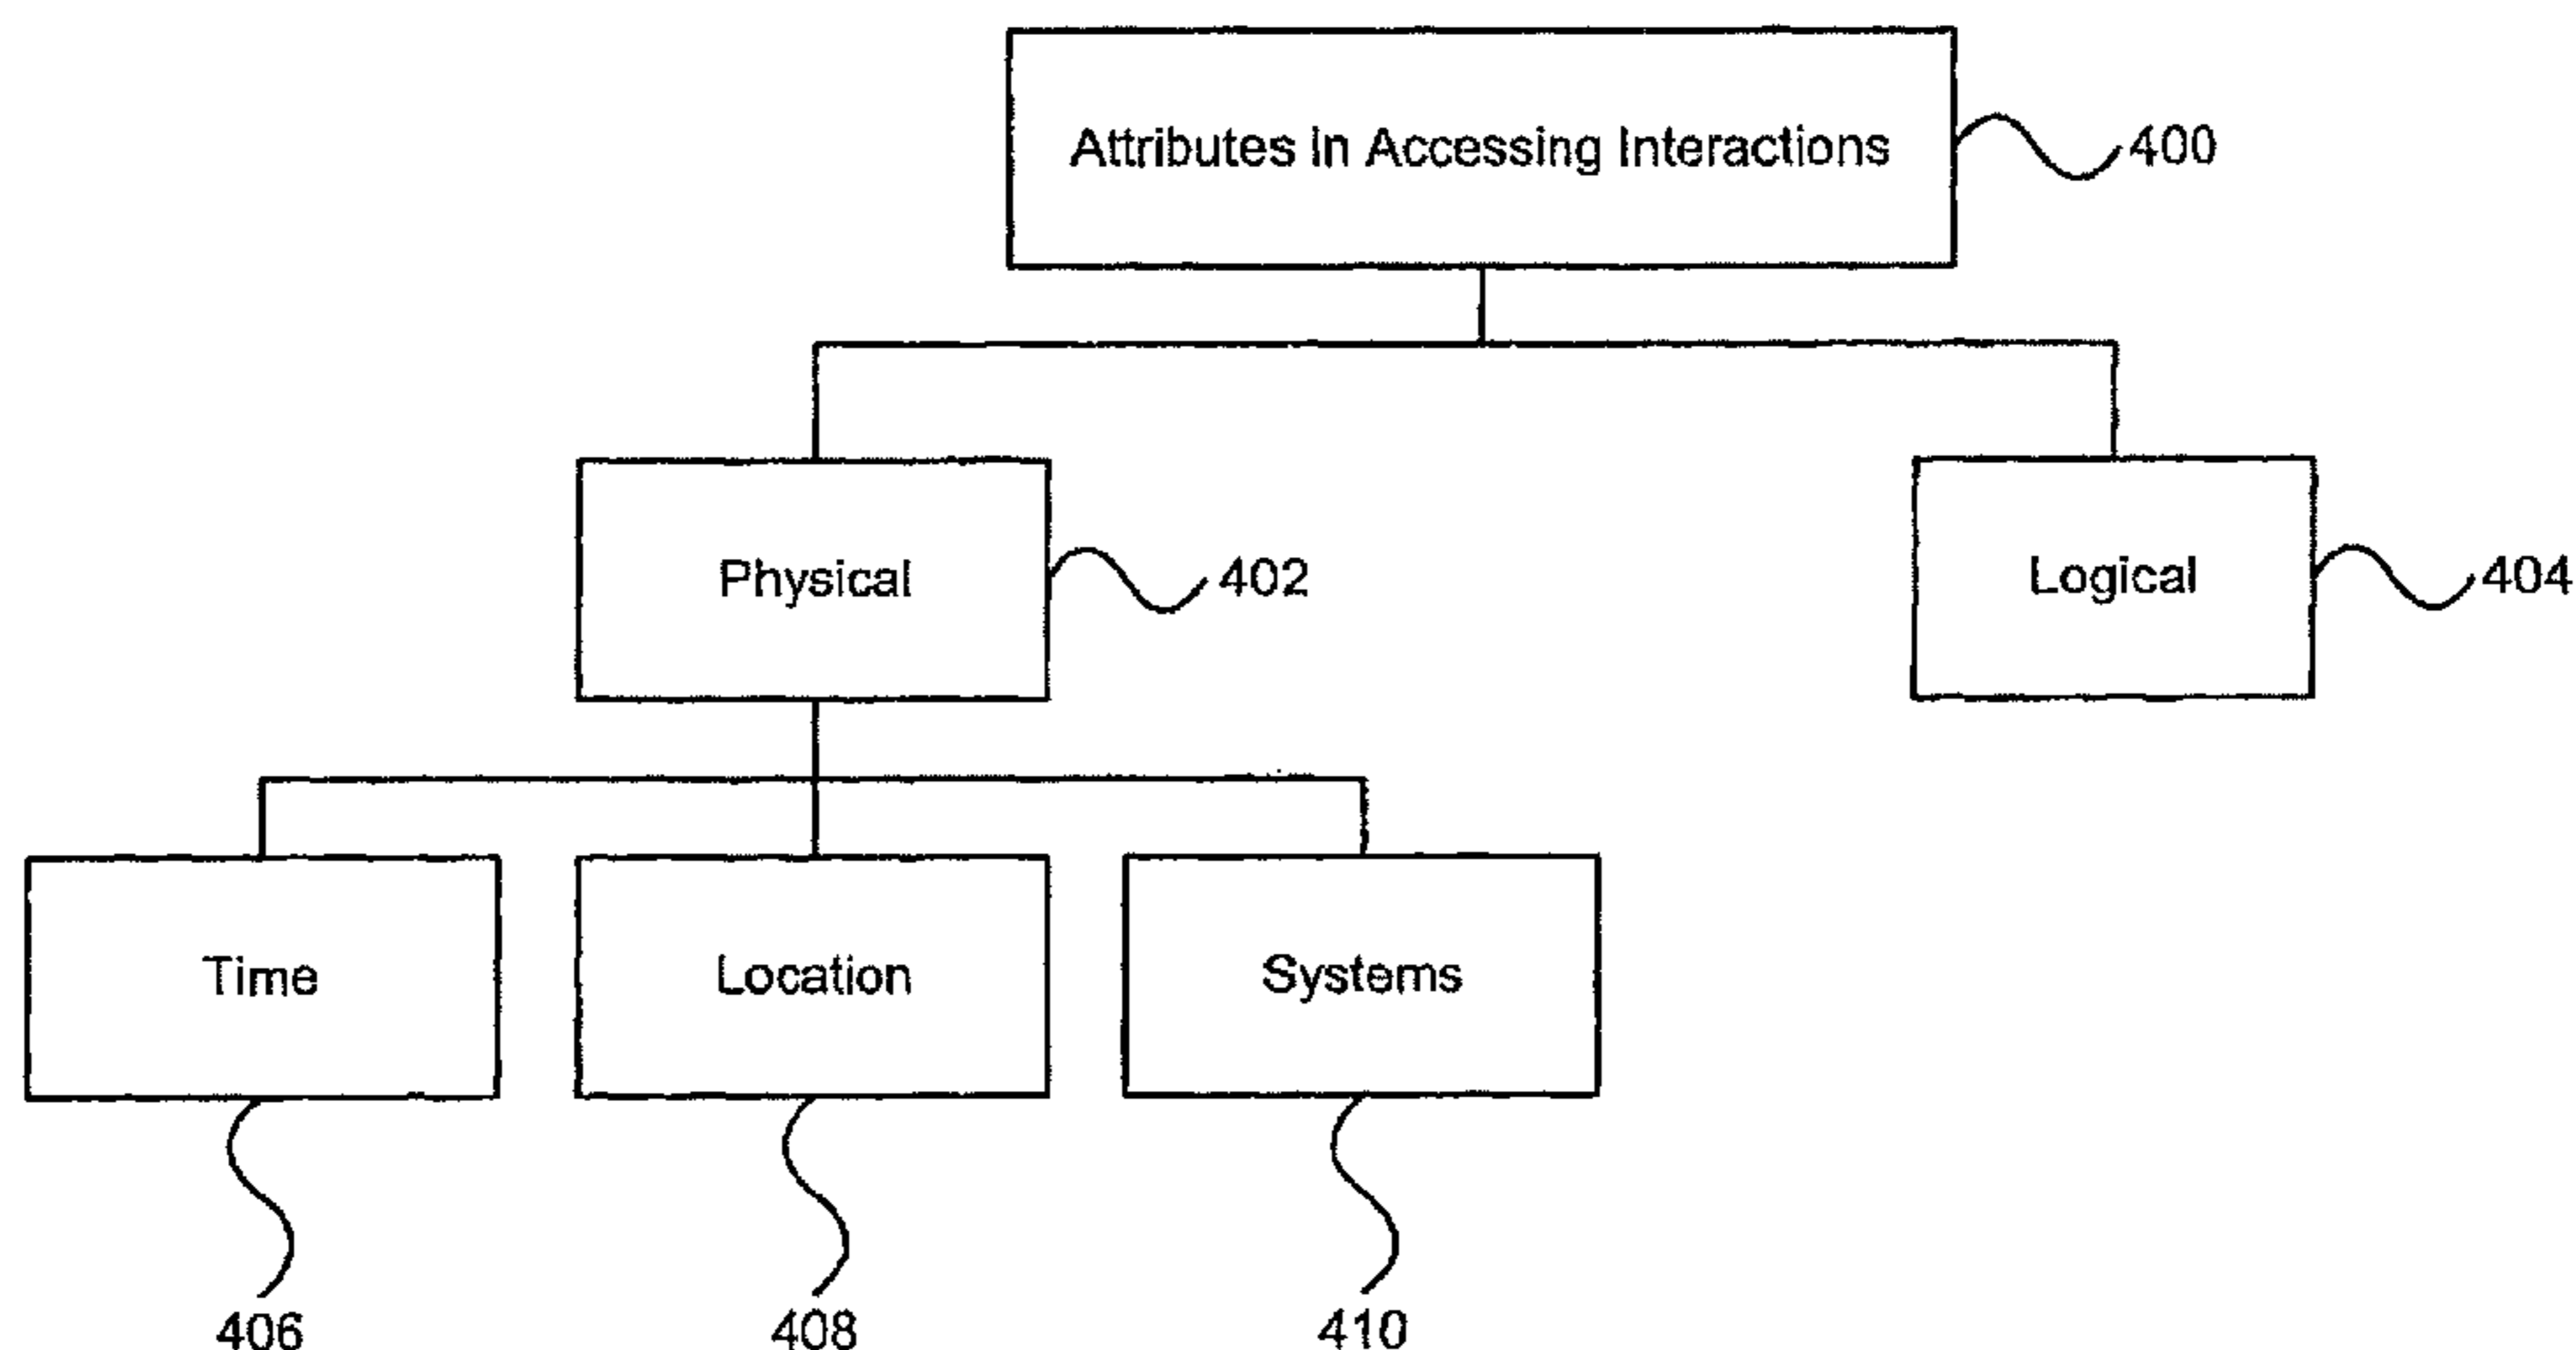 Attributes In Accessing Interactions
400
Physical
402
Logical
404
Time
Location
Systems
406
408
410